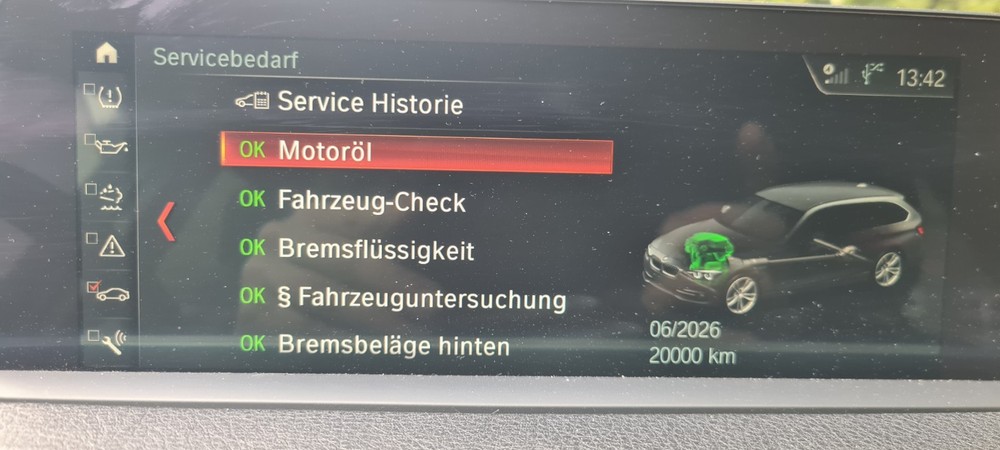 Servicebedarf
13:42
Service Historie
OK Motoröl
OK Fahrzeug-Check
OK Bremsflüssigkeit
OK § Fahrzeuguntersuchung
OK Bremsbeläge hinten
06/2026
20000 km